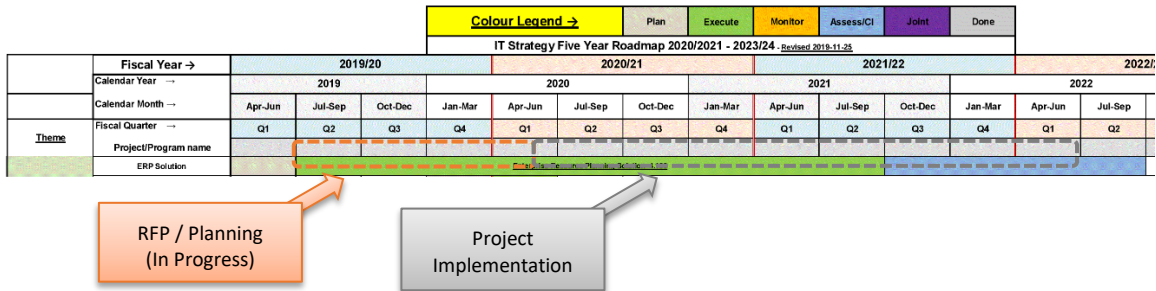 Colour Legend → Plan Execute Monitor Assess/CI Joint Done
IT Strategy Five Year Roadmap 2020/2021 - 2023/24 - Revised 2019-11-25
Fiscal Year → 2019/20 2020/21 2021/22 2022/2
Calendar Year → 2019 2020 2021 2022
Calendar Month → Apr-Jun Jul-Sep Oct-Dec Jan-Mar Apr-Jun Jul-Sep Oct-Dec Jan-Mar Apr-Jun Jul-Sep Oct-Dec Jan-Mar Apr-Jun Jul-Sep
Theme
Fiscal Quarter → Q1 Q2 Q3 Q4 Q1 Q2 Q3 Q4 Q1 Q2 Q3 Q4 Q1 Q2
Project/Program name
ERP Solution
RFP / Planning
(In Progress)
Project
Implementation